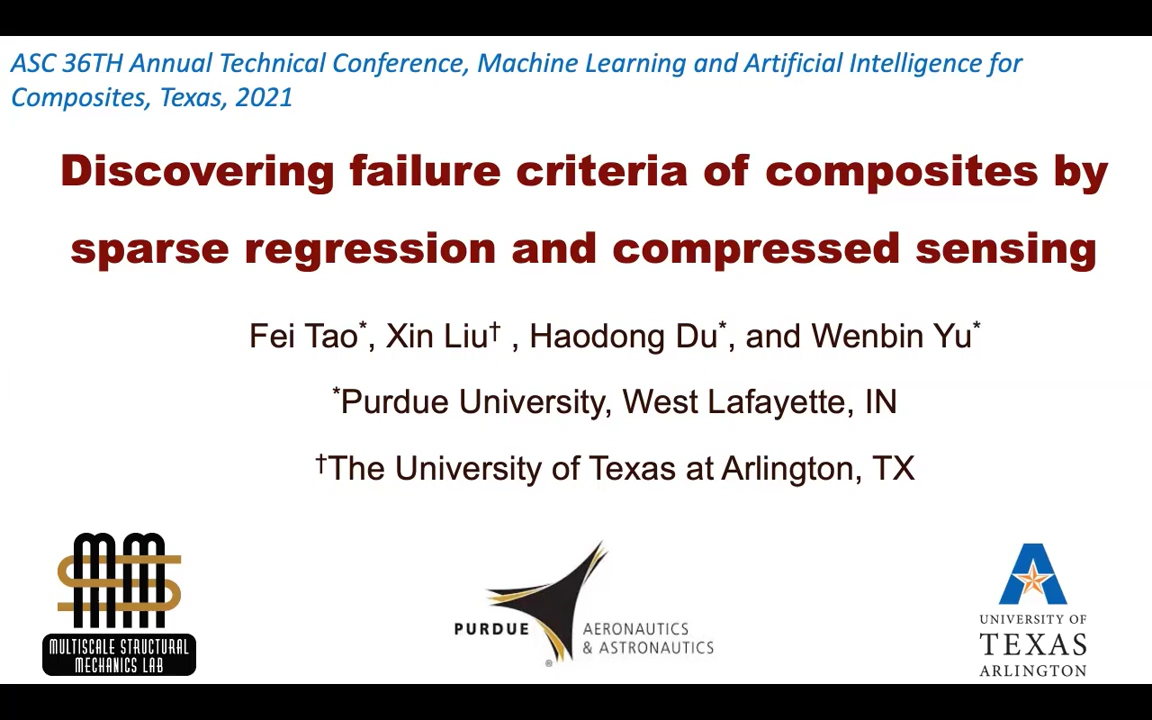 ASC 36TH Annual Technical Conference, Machine Learning and Artificial Intelligence for
Composites, Texas, 2021
Discovering failure criteria of composites by
sparse regression and compressed sensing
Fei Tao*, Xin Liu† , Haodong Du*, and Wenbin Yu*
*Purdue University, West Lafayette, IN
†The University of Texas at Arlington, TX
MULTISCALE STRUCTURAL
MECHANICS LAB
PURDUE
AERONAUTICS
& ASTRONAUTICS
®
A
UNIVERSITY OF
TEXAS
ARLINGTON